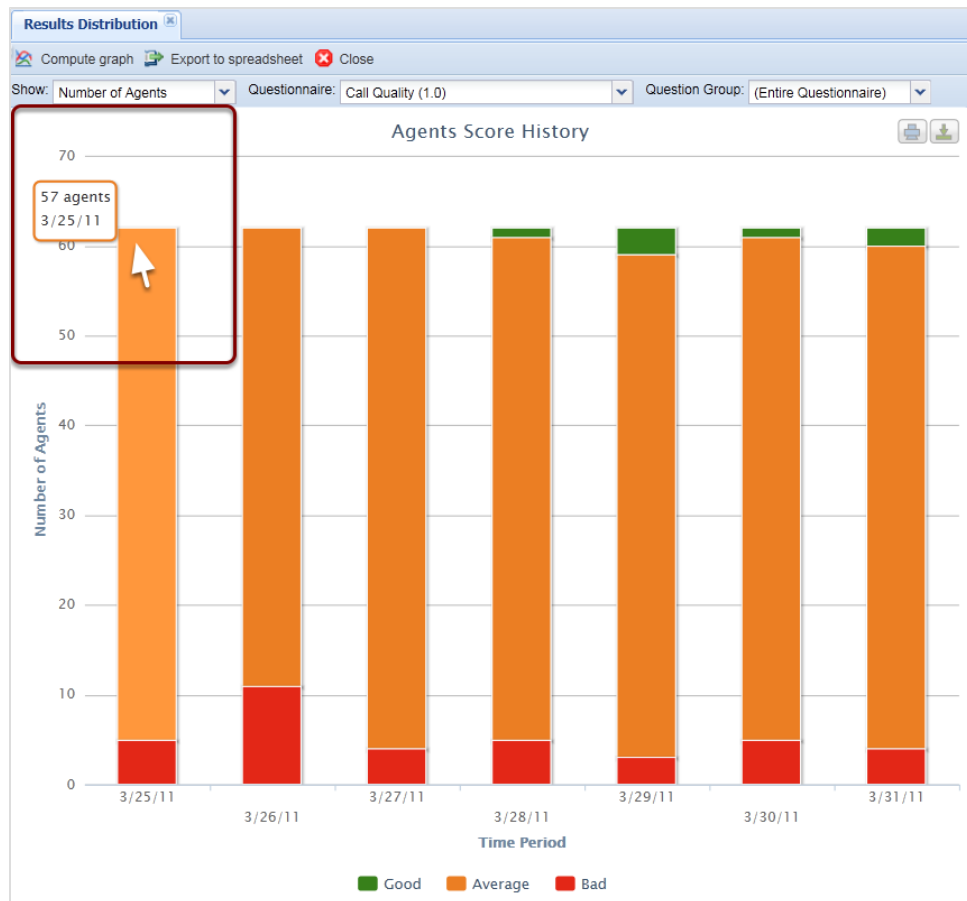 Results Distribution
Compute graph Export to spreadsheet Close
Show: Number of Agents Questionnaire: Call Quality (1.0) Question Group: (Entire Questionnaire)
Agents Score History
70
57 agents
3/25/11
60
50
40
30
20
10
0
Number of Agents
3/25/11 3/27/11 3/29/11 3/31/11
3/26/11 3/28/11 3/30/11
Time Period
Good Average Bad